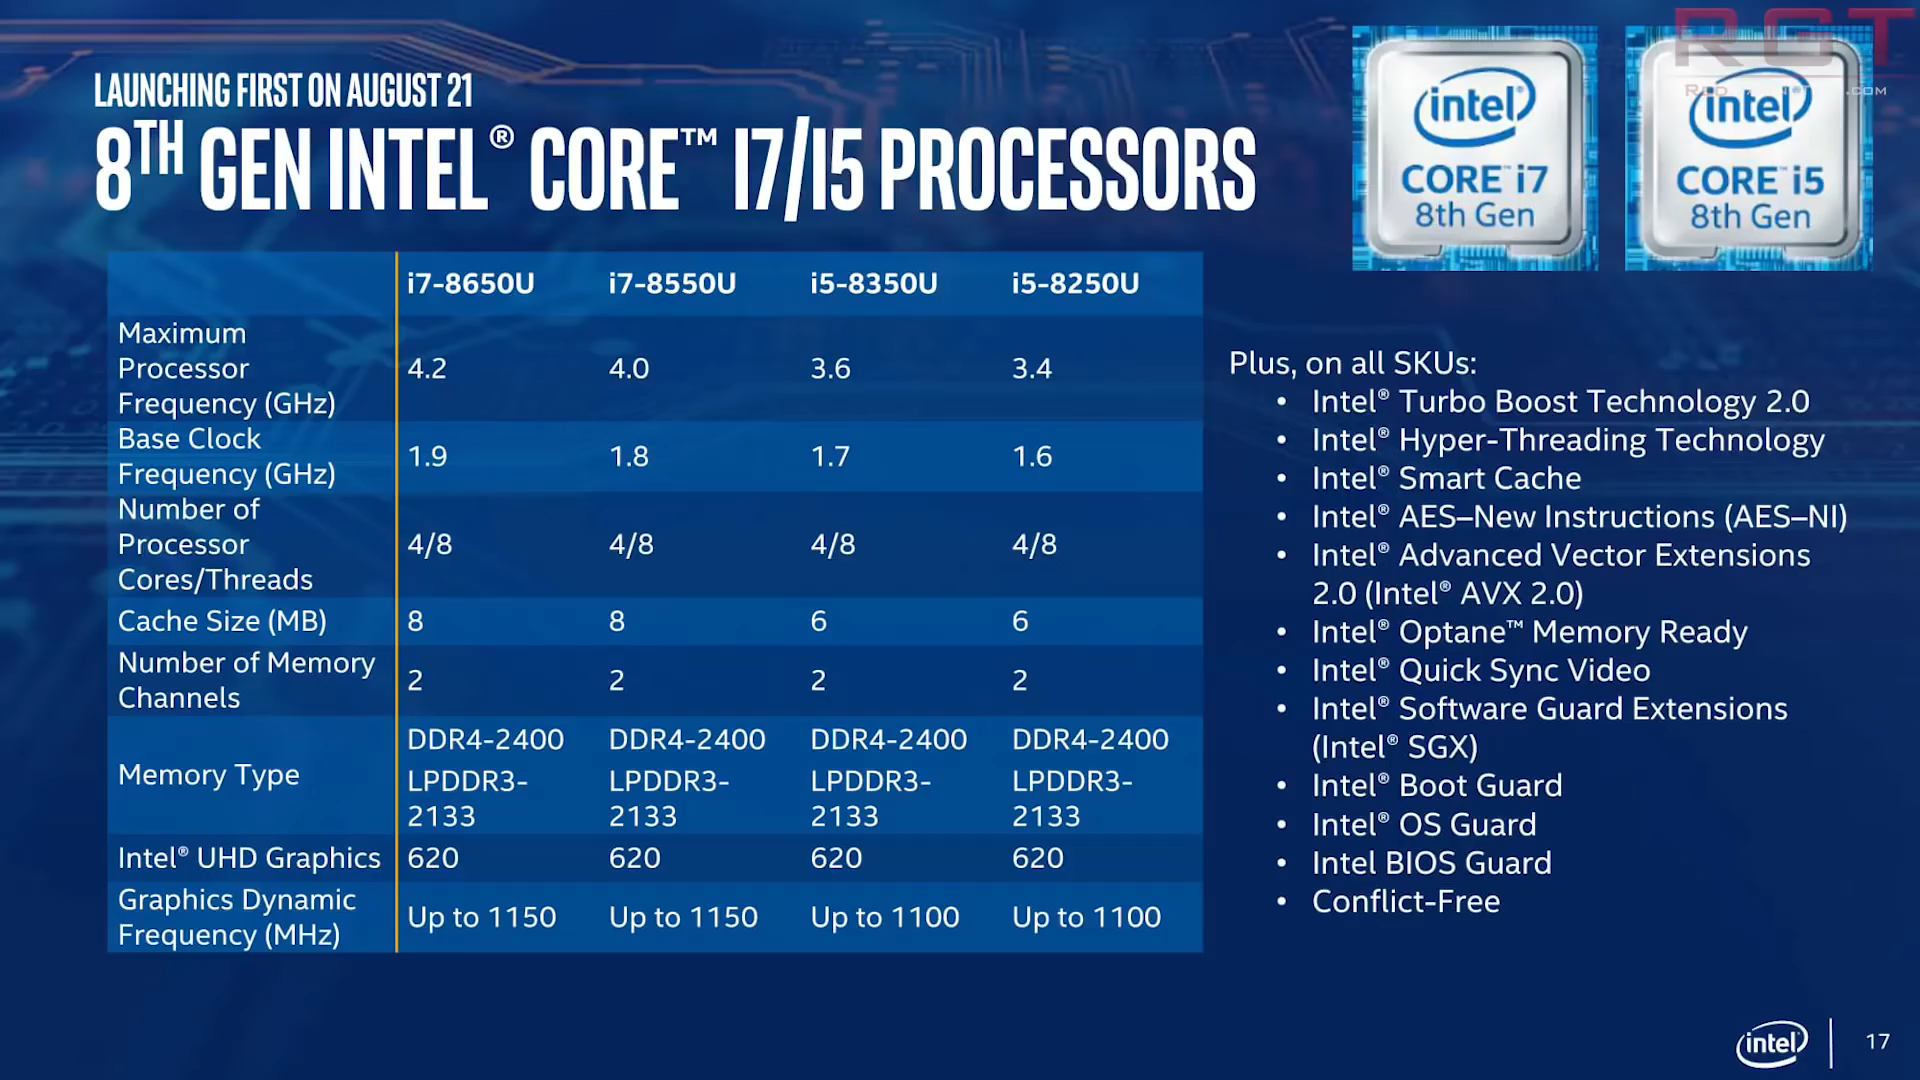 LAUNCHING FIRST ON AUGUST 21
8TH GEN INTEL® CORE™ I7/I5 PROCESSORS
intel®
CORE™ i7
8th Gen
intel®
CORE™ i5
8th Gen
RGT
.COM
i7-8650U i7-8550U i5-8350U i5-8250U
Maximum
Processor
Frequency (GHz)
4.2 4.0 3.6 3.4
Base Clock
Frequency (GHz)
1.9 1.8 1.7 1.6
Number of
Processor
Cores/Threads
4/8 4/8 4/8 4/8
Cache Size (MB) 8 8 6 6
Number of Memory
Channels
2 2 2 2
Memory Type
DDR4-2400 DDR4-2400 DDR4-2400 DDR4-2400
LPDDR3- LPDDR3- LPDDR3- LPDDR3-
2133 2133 2133 2133
Intel® UHD Graphics 620 620 620 620
Graphics Dynamic
Frequency (MHz)
Up to 1150 Up to 1150 Up to 1100 Up to 1100
Plus, on all SKUs:
• Intel® Turbo Boost Technology 2.0
• Intel® Hyper-Threading Technology
• Intel® Smart Cache
• Intel® AES–New Instructions (AES–NI)
• Intel® Advanced Vector Extensions
2.0 (Intel® AVX 2.0)
• Intel® Optane™ Memory Ready
• Intel® Quick Sync Video
• Intel® Software Guard Extensions
(Intel® SGX)
• Intel® Boot Guard
• Intel® OS Guard
• Intel BIOS Guard
• Conflict-Free
intel 17